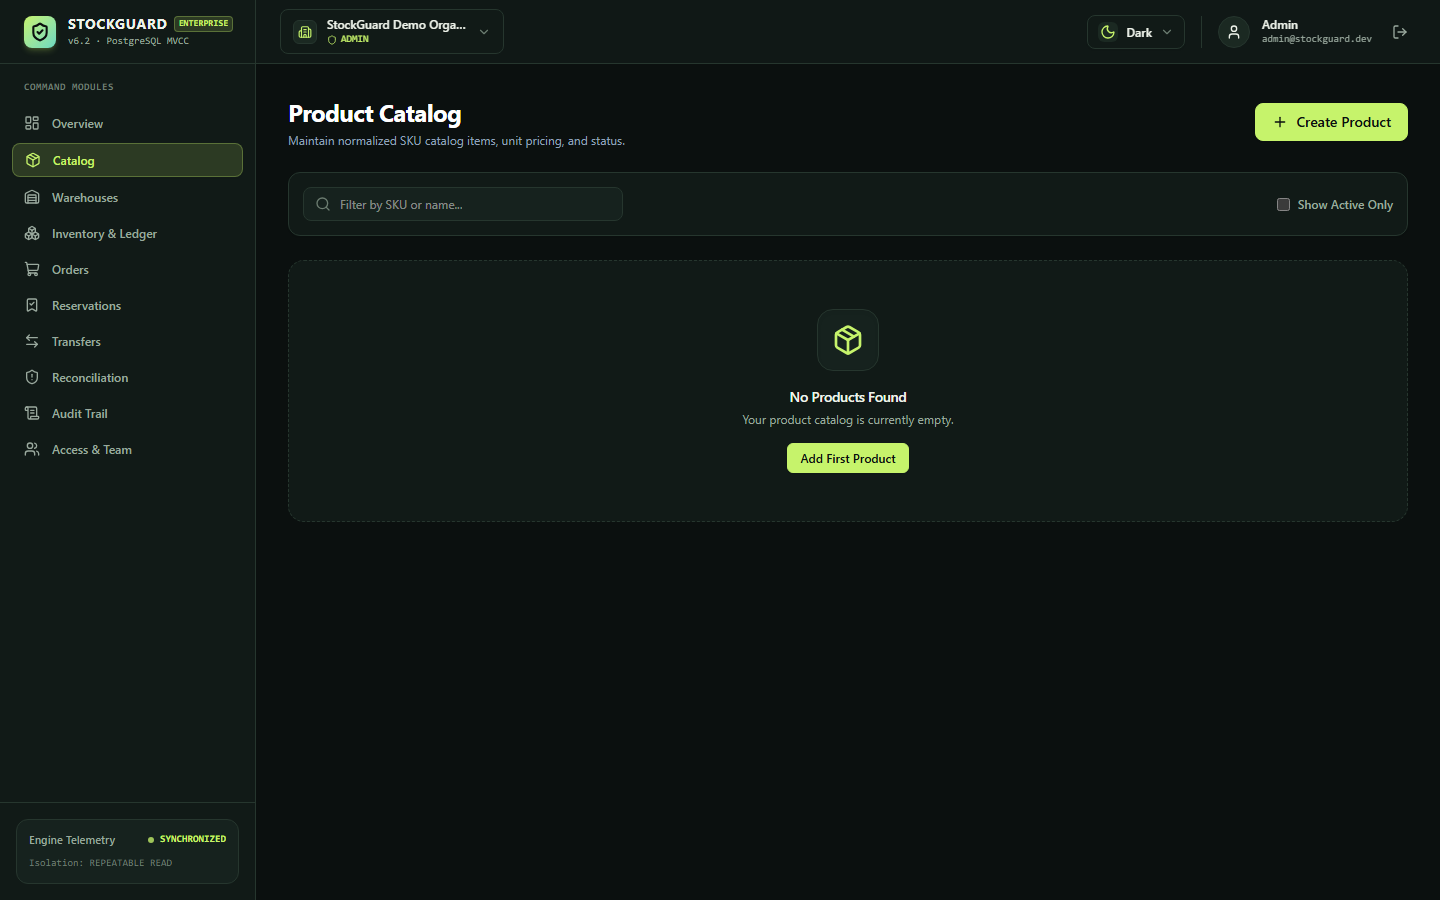 STOCKGUARD ENTERPRISE
v6.2 · PostgreSQL MVCC
StockGuard Demo Orga...
ADMIN
Dark
Admin
admin@stockguard.dev
COMMAND MODULES
Overview
Catalog
Warehouses
Inventory & Ledger
Orders
Reservations
Transfers
Reconciliation
Audit Trail
Access & Team
Engine Telemetry
SYNCHRONIZED
Isolation: REPEATABLE READ
Product Catalog
Maintain normalized SKU catalog items, unit pricing, and status.
Create Product
Filter by SKU or name...
Show Active Only
No Products Found
Your product catalog is currently empty.
Add First Product